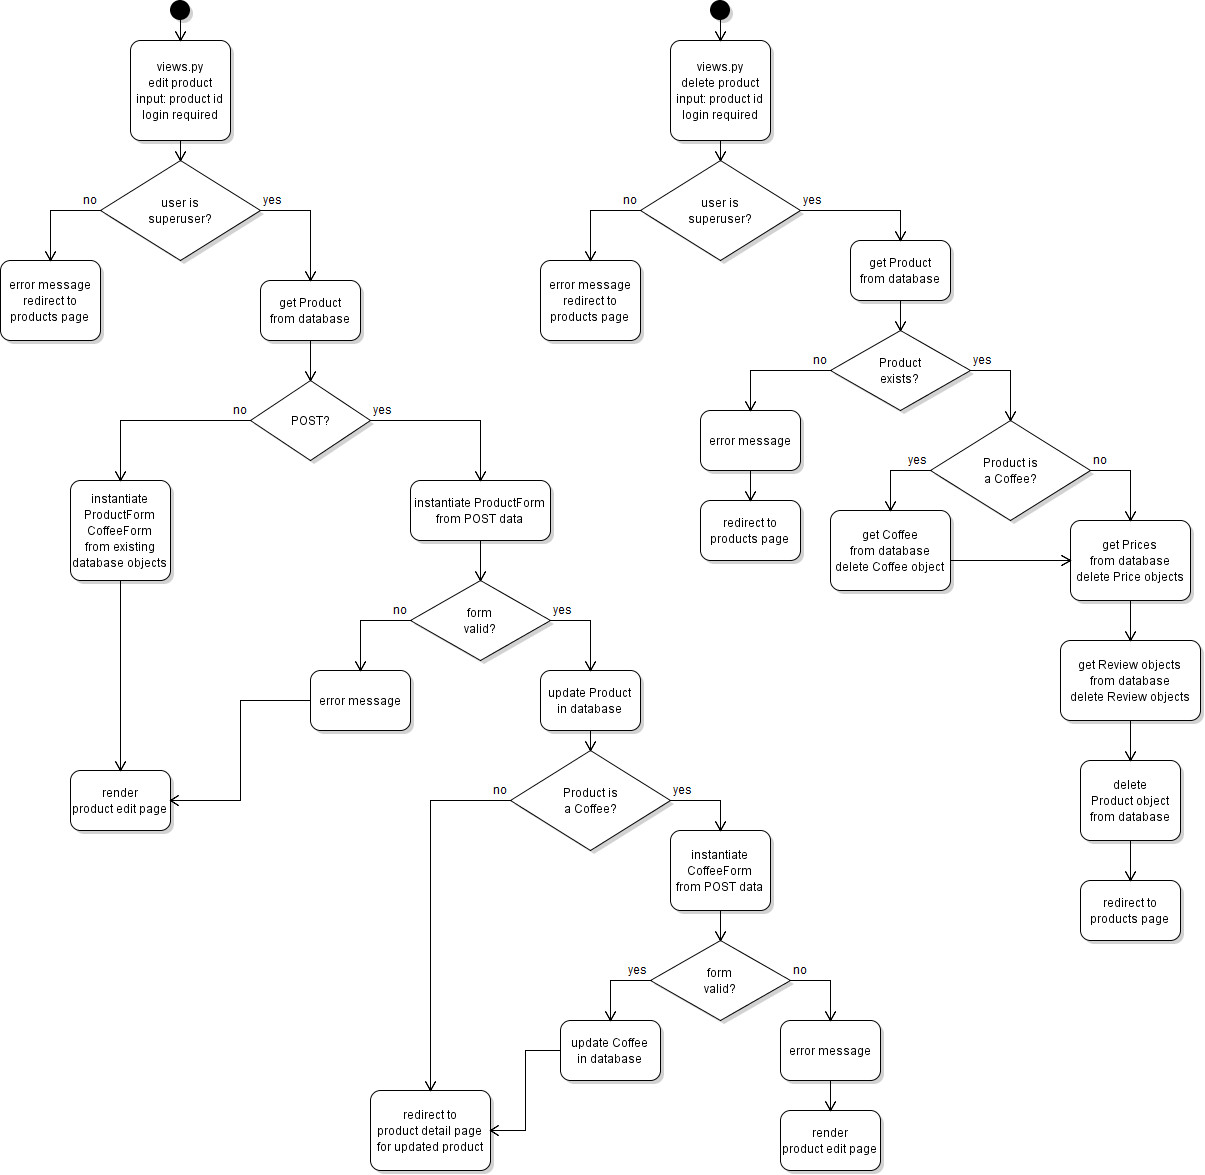 views.py
edit product
input: product id
login required
user is
superuser?
no
yes
error message
redirect to
products page
get Product
from database
POST?
no
yes
instantiate
ProductForm
CoffeeForm
from existing
database objects
instantiate ProductForm
from POST data
form
valid?
no
yes
error message
update Product
in database
render
product edit page
Product is
a Coffee?
no
yes
instantiate
CoffeeForm
from POST data
form
valid?
yes
no
update Coffee
in database
error message
redirect to
product detail page
for updated product
render
product edit page
views.py
delete product
input: product id
login required
user is
superuser?
no
yes
error message
redirect to
products page
get Product
from database
Product
exists?
no
yes
error message
redirect to
products page
Product is
a Coffee?
yes
no
get Coffee
from database
delete Coffee object
get Prices
from database
delete Price objects
get Review objects
from database
delete Review objects
delete
Product object
from database
redirect to
products page